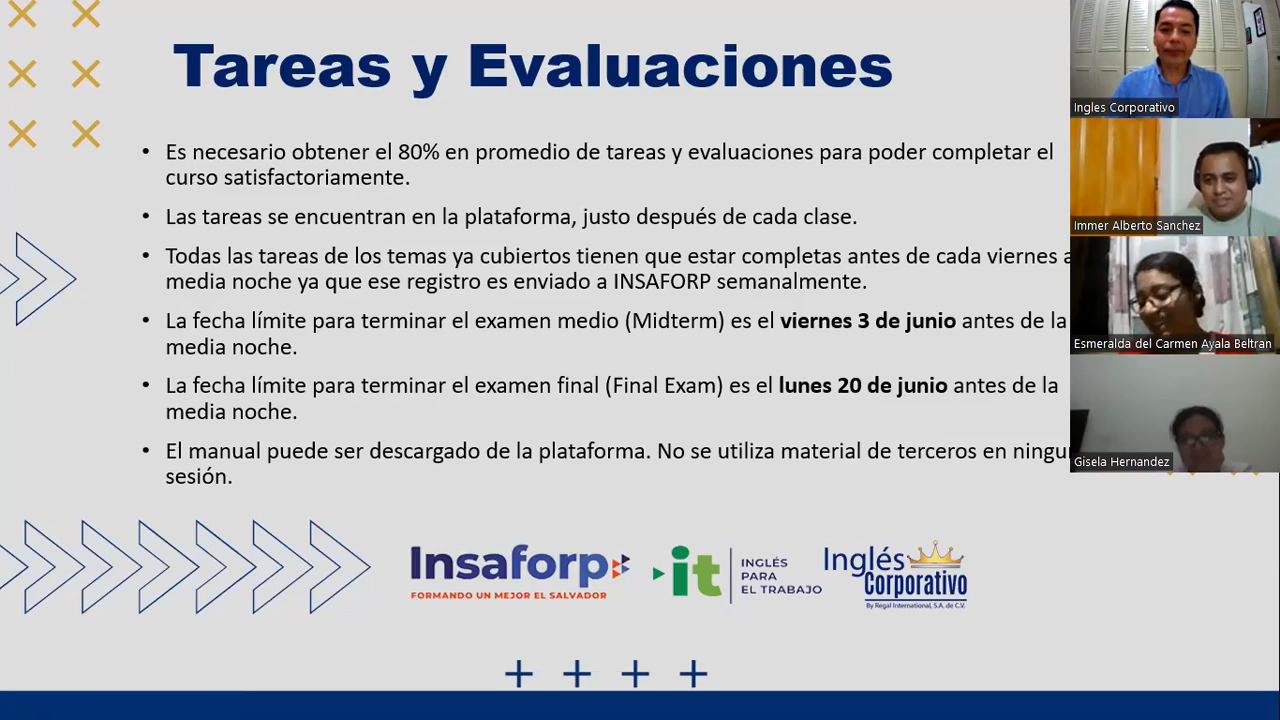 Tareas y Evaluaciones
• Es necesario obtener el 80% en promedio de tareas y evaluaciones para poder completar el
curso satisfactoriamente.
• Las tareas se encuentran en la plataforma, justo después de cada clase.
• Todas las tareas de los temas ya cubiertos tienen que estar completas antes de cada viernes a
media noche ya que ese registro es enviado a INSAFORP semanalmente.
• La fecha límite para terminar el examen medio (Midterm) es el viernes 3 de junio antes de la
media noche.
• La fecha límite para terminar el examen final (Final Exam) es el lunes 20 de junio antes de la
media noche.
• El manual puede ser descargado de la plataforma. No se utiliza material de terceros en
sesión.
Insaforp
FORMANDO UN MEJOR EL SALVADOR
it
INGLÉS
PARA
EL TRABAJO
Inglés
Corporativo
By Regal International, S.A. de C.V.
Ingles Corporativo
Immer Alberto Sanchez
Esmeralda del Carmen Ayala Beltran
Gisela Hernandez